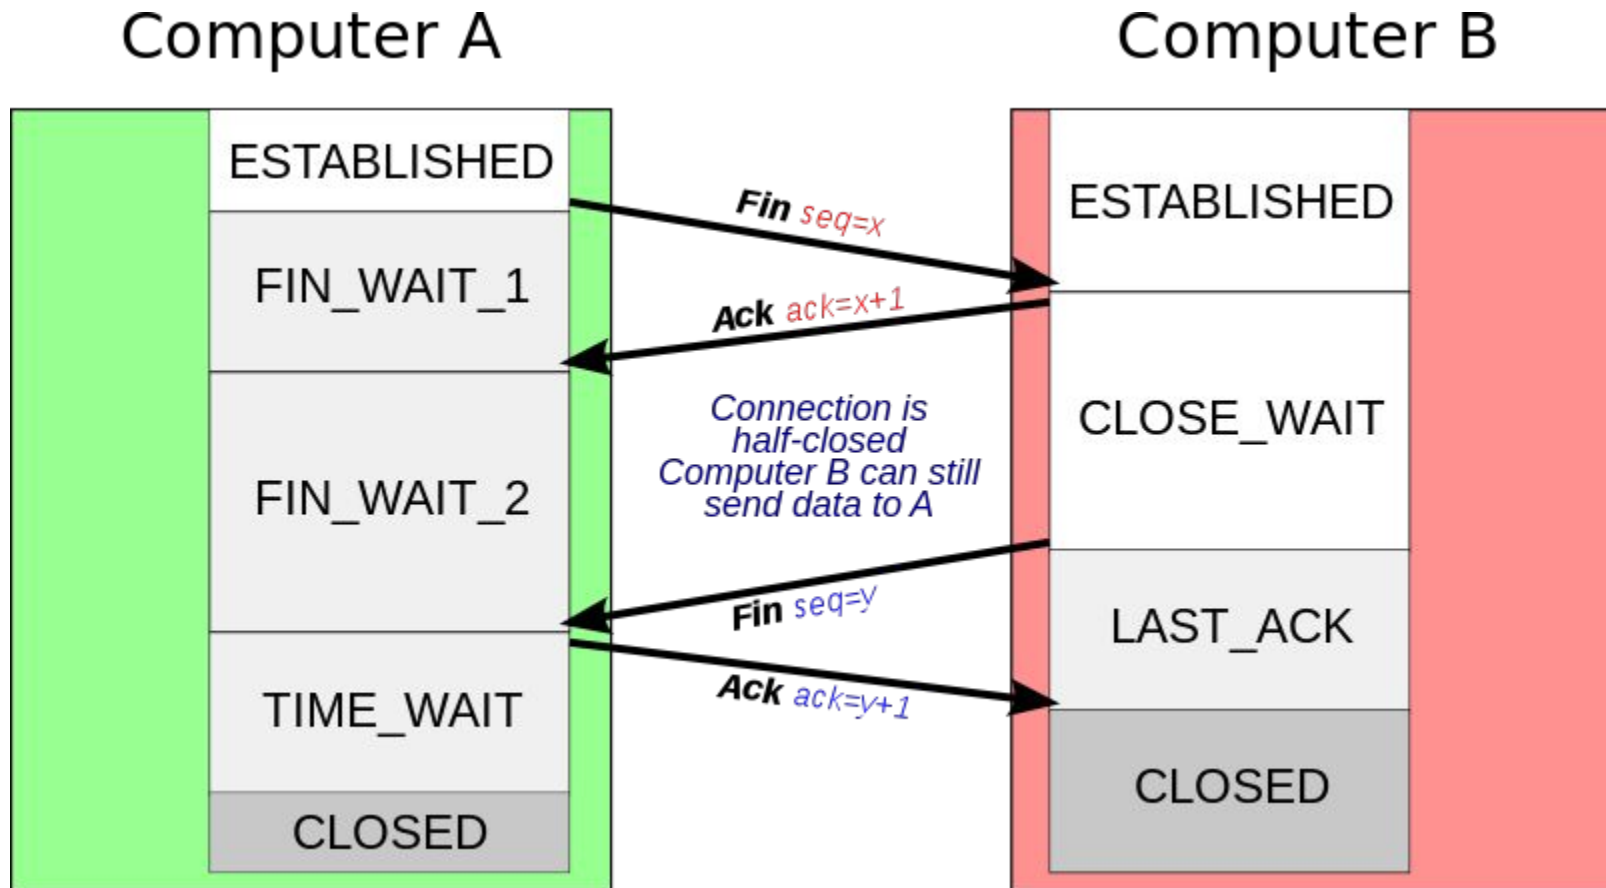 Computer A
Computer B
ESTABLISHED
FIN_WAIT_1
FIN_WAIT_2
TIME_WAIT
CLOSED
Fin seq=x
Ack ack=x+1
Connection is
half-closed
Computer B can still
send data to A
Fin seq=y
Ack ack=y+1
ESTABLISHED
CLOSE_WAIT
LAST_ACK
CLOSED